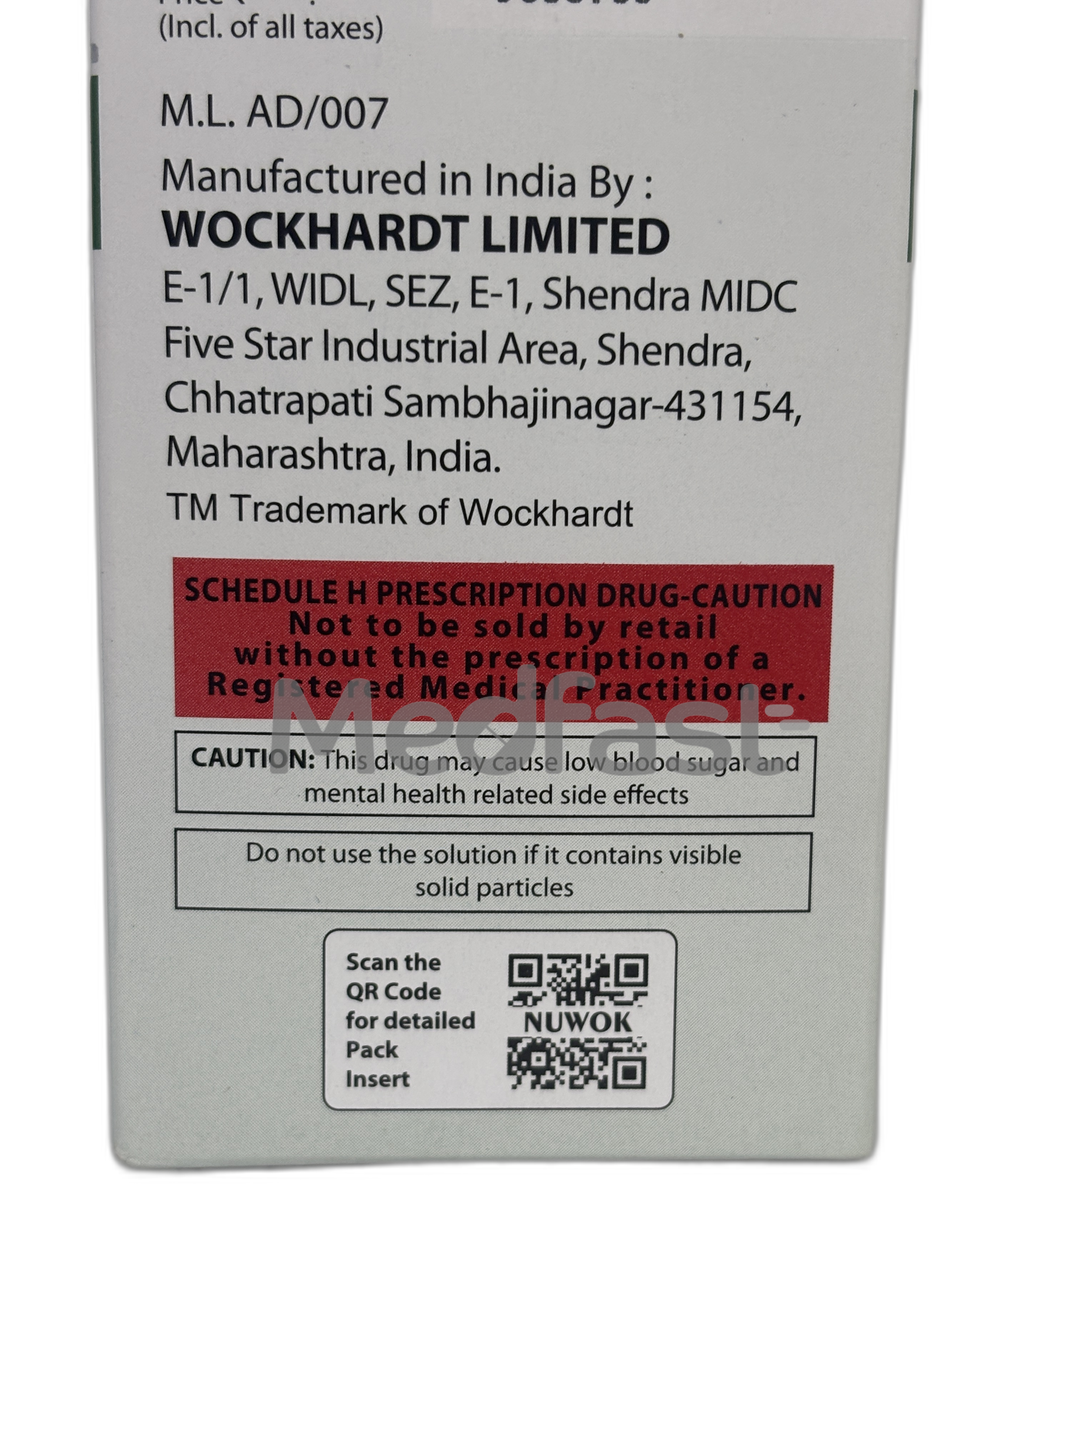 (Incl. of all taxes)
M.L. AD/007
Manufactured in India By :
WOCKHARDT LIMITED
E-1/1, WIDL, SEZ, E-1, Shendra MIDC
Five Star Industrial Area, Shendra,
Chhatrapati Sambhajinagar-431154,
Maharashtra, India.
TM Trademark of Wockhardt
SCHEDULE H PRESCRIPTION DRUG-CAUTION
Not to be sold by retail
without the prescription of a
Registered Medical Practitioner.
Medfast
CAUTION: This drug may cause low blood sugar and
mental health related side effects
Do not use the solution if it contains visible
solid particles
Scan the
QR Code
for detailed
Pack
Insert
NUWOK